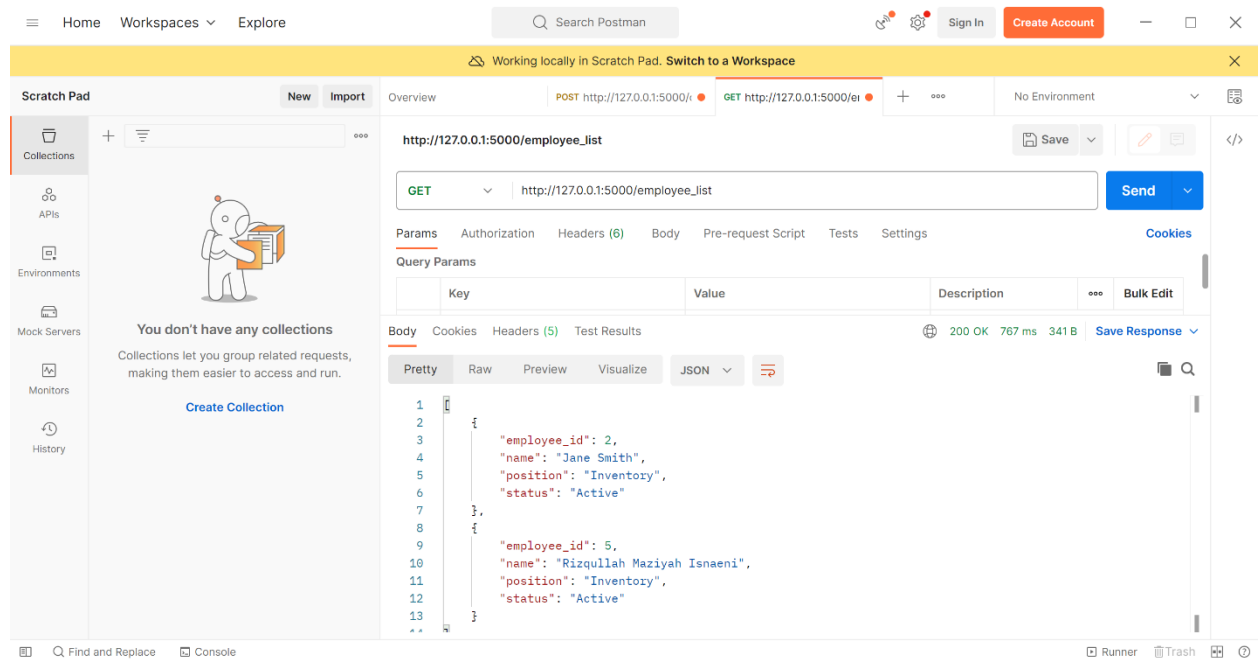 Home Workspaces Explore Search Postman Sign In Create Account
Working locally in Scratch Pad. Switch to a Workspace
Scratch Pad New Import
Overview POST http://127.0.0.1:5000/ GET http://127.0.0.1:5000/ No Environment
Collections
APIs
Environments
Mock Servers
Monitors
History
You don't have any collections
Collections let you group related requests,
making them easier to access and run.
Create Collection
http://127.0.0.1:5000/employee_list Save
GET http://127.0.0.1:5000/employee_list Send
Params Authorization Headers (6) Body Pre-request Script Tests Settings Cookies
Query Params
Key Value Description Bulk Edit
Body Cookies Headers (5) Test Results 200 OK 767 ms 341 B Save Response
Pretty Raw Preview Visualize JSON
1 [
2 {
3 "employee_id": 2,
4 "name": "Jane Smith",
5 "position": "Inventory",
6 "status": "Active"
7 },
8 {
9 "employee_id": 5,
10 "name": "Rizqullah Maziyah Isnaeni",
11 "position": "Inventory",
12 "status": "Active"
13 }
Find and Replace Console Runner Trash